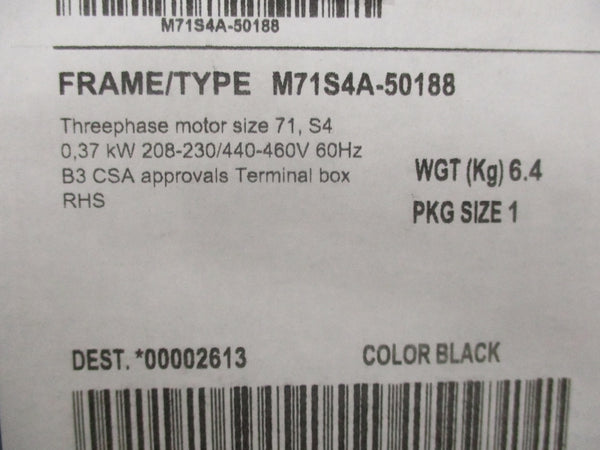 M71S4A-50188
FRAME/TYPE M71S4A-50188
Threephase motor size 71, S4
0,37 kW 208-230/440-460V 60Hz
B3 CSA approvals Terminal box
RHS
WGT (Kg) 6.4
PKG SIZE 1
DEST. *00002613 COLOR BLACK